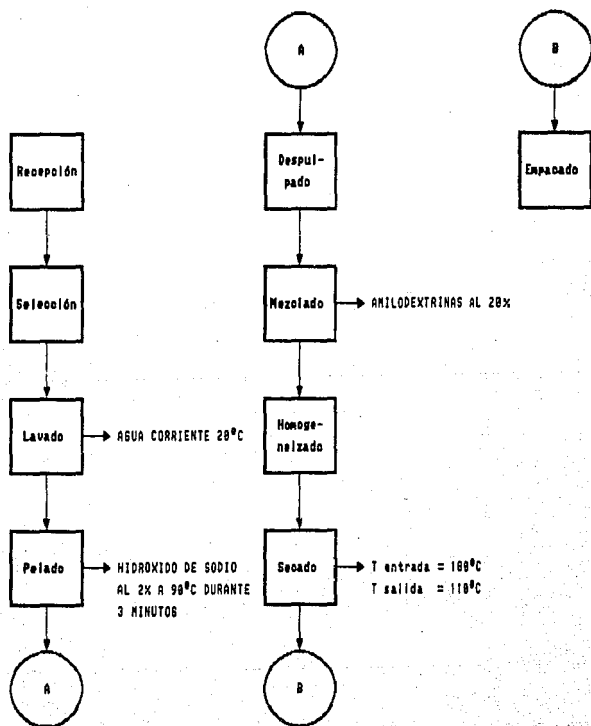 Recepción
Selección
Lavado
AGUA CORRIENTE 20°C
Pelado
HIDROXIDO DE SODIO
AL 2% A 90°C DURANTE
3 MINUTOS
A
A
Despul-
pado
Mezclado
AMILODEXTRINAS AL 20%
Homoge-
neizado
Secado
T entrada = 180°C
T salida = 110°C
B
B
Empacado